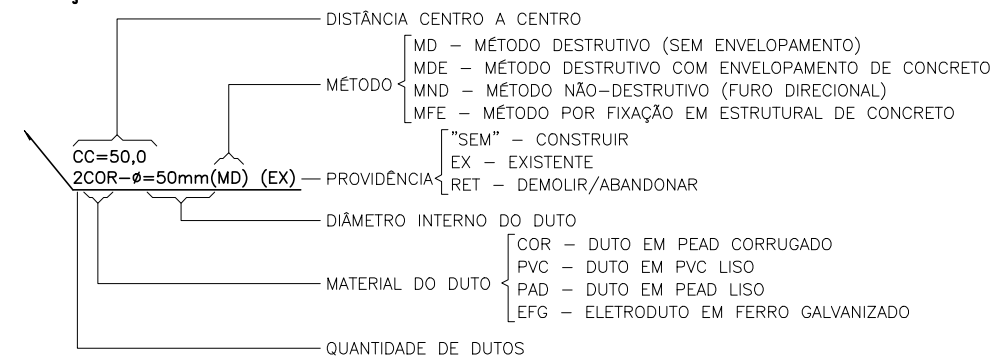 DISTÂNCIA CENTRO A CENTRO
MD – MÉTODO DESTRUTIVO (SEM ENVELOPAMENTO)
MDE – MÉTODO DESTRUTIVO COM ENVELOPAMENTO DE CONCRETO
MÉTODO
MND – MÉTODO NÃO-DESTRUTIVO (FURO DIRECIONAL)
MFE – MÉTODO POR FIXAÇÃO EM ESTRUTURAL DE CONCRETO
"SEM" – CONSTRUIR
CC=50,0
EX – EXISTENTE
2COR-ø=50mm(MD) (EX)
PROVIDÊNCIA
RET – DEMOLIR/ABANDONAR
DIÂMETRO INTERNO DO DUTO
COR – DUTO EM PEAD CORRUGADO
PVC – DUTO EM PVC LISO
MATERIAL DO DUTO
PAD – DUTO EM PEAD LISO
EFG – ELETRODUTO EM FERRO GALVANIZADO
QUANTIDADE DE DUTOS